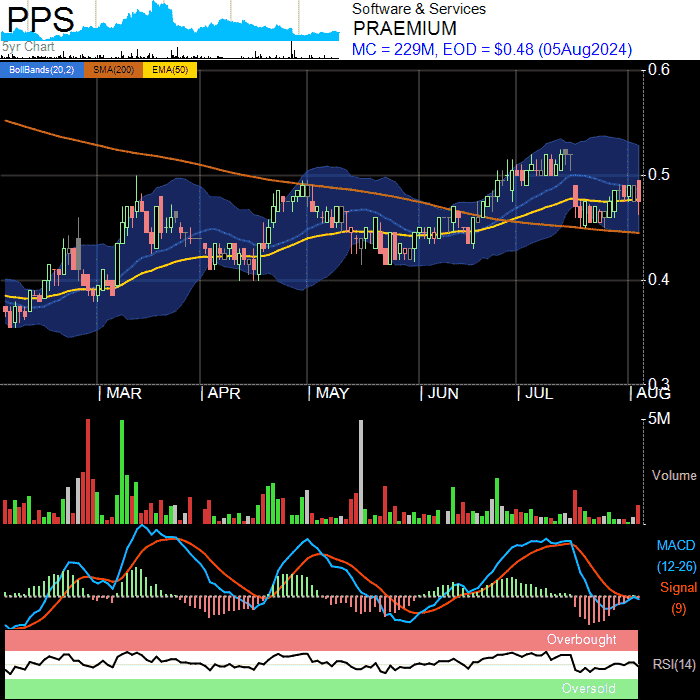 PPS
5yr Chart
Software & Services
PRAEMIUM
MC = 229M, EOD = $0.48 (05Aug2024)
BollBands(20,2) SMA(200) EMA(50)
0.6
0.5
0.4
0.3
MAR APR MAY JUN JUL AUG
5M
Volume
MACD
(12-26)
Signal
(9)
Overbought
RSI(14)
Oversold